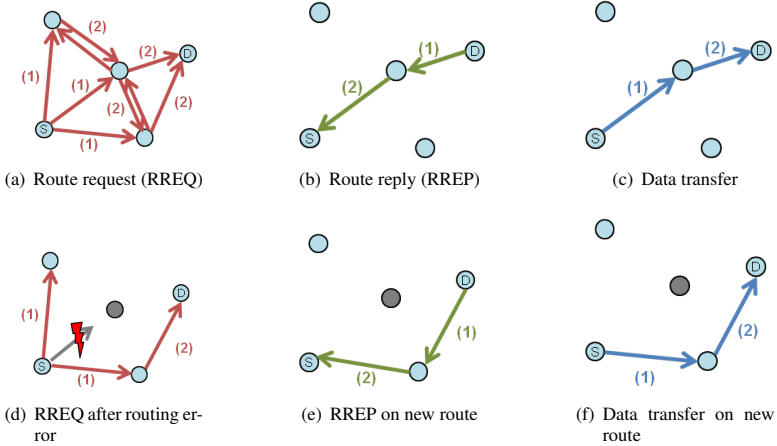 (2)
(2)
D
(1)
(1)
(2)
(2)
S
(1)
(a) Route request (RREQ)
(1)
D
(2)
S
(b) Route reply (RREP)
(2)
D
(1)
S
(c) Data transfer
D
(1)
(2)
S
(1)
(d) RREQ after routing er-
ror
D
(1)
S
(2)
(e) RREP on new route
D
(2)
S
(1)
(f) Data transfer on new
route